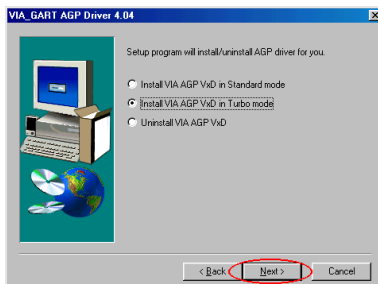 VIA_GART AGP Driver 4.04
Setup program will install/uninstall AGP driver for you.
Install VIA AGP VxD in Standard mode
Install VIA AGP VxD in Turbo mode
Uninstall VIA AGP VxD
< Back
Next >
Cancel